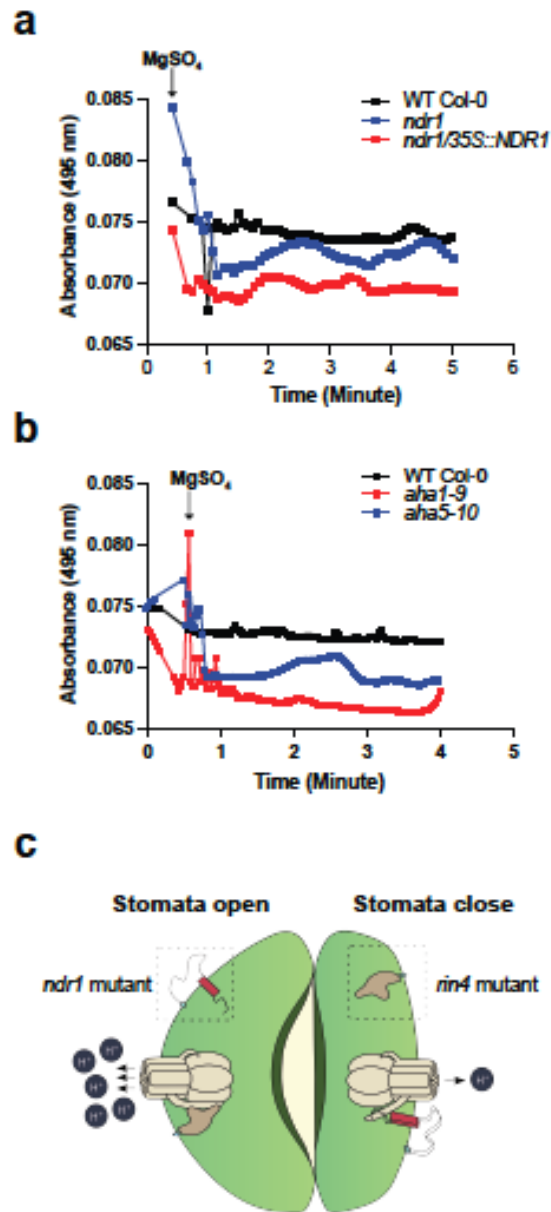 a
MgSO₄
WT Col-0
ndr1
ndr1/35S::NDR1
0.085
0.080
0.075
0.070
0.065
Absorbance (495 nm)
0 1 2 3 4 5 6
Time (Minute)
b
MgSO₄
WT Col-0
aha1-9
aha5-10
0.085
0.080
0.075
0.070
0.065
Absorbance (495 nm)
0 1 2 3 4 5
Time (Minute)
c
Stomata open Stomata close
ndr1 mutant rin4 mutant
H⁺ H⁺
H⁺
H⁺ H⁺
H⁺